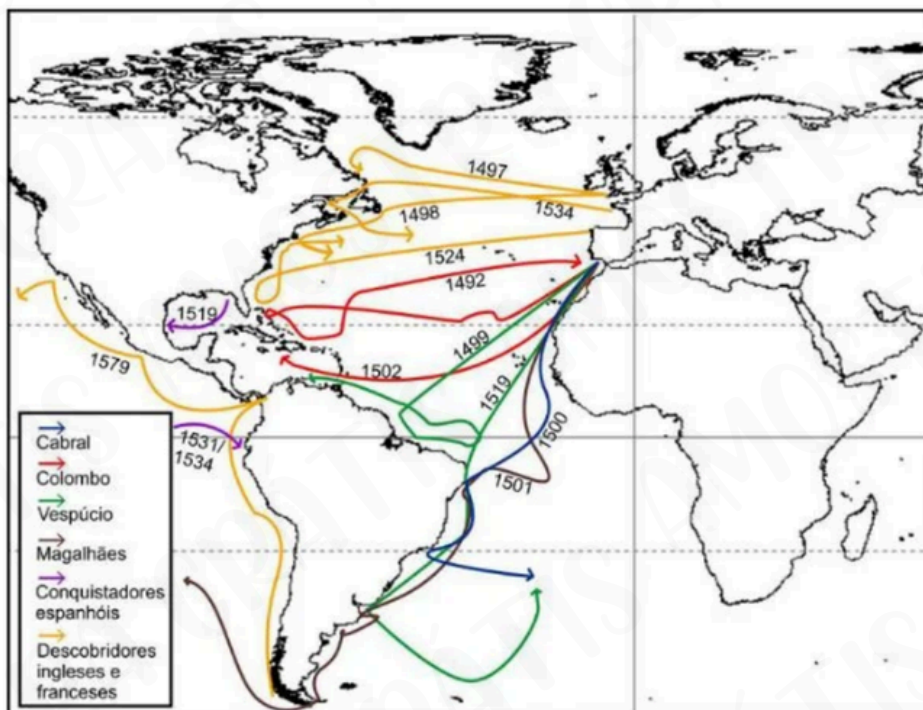 1497
1498
1534
1524
1492
1519
1499
1502
1579
1519
1500
1531/
1534
1501
Cabral
Colombo
Vespúcio
Magalhães
Conquistadores
espanhóis
Descobridores
ingleses e
franceses